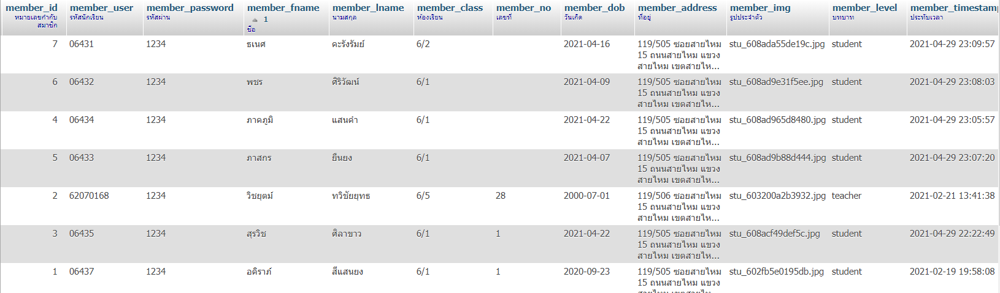 member_id member_user member_password member_fname member_lname member_class member_no member_dob member_address member_img member_level member_timestamp
หมายเลขกำกับสมาชิก รหัสนักเรียน รหัสผ่าน 1 ชื่อ นามสกุล ห้องเรียน เลขที่ วันเกิด ที่อยู่ รูปประจำตัว บทบาท ประทับเวลา
7 06431 1234 ธเนศ คะรังรัมย์ 6/2 2021-04-16 119/505 ซอยสายไหม stu_608ada55de19c.jpg student 2021-04-29 23:09:57
15 ถนนสายไหม แขวง
สายไหม เขตสายไห...
6 06432 1234 พชร ศิริวัฒน์ 6/1 2021-04-09 119/505 ซอยสายไหม stu_608ad9e31f5ee.jpg student 2021-04-29 23:08:03
15 ถนนสายไหม แขวง
สายไหม เขตสายไห...
4 06434 1234 ภาคภูมิ แสนคำ 6/1 2021-04-22 119/505 ซอยสายไหม stu_608ad965d8480.jpg student 2021-04-29 23:05:57
15 ถนนสายไหม แขวง
สายไหม เขตสายไห...
5 06433 1234 ภาสกร ยืนยง 6/1 2021-04-07 119/505 ซอยสายไหม stu_608ad9b88d444.jpg student 2021-04-29 23:07:20
15 ถนนสายไหม แขวง
สายไหม เขตสายไห...
2 62070168 1234 วิชยุตม์ ทวิชัยยุทธ 6/5 28 2000-07-01 119/506 ซอยสายไหม stu_603200a2b3932.jpg teacher 2021-02-21 13:41:38
15 ถนนสายไหม แขวง
สายไหม เขตสายไห...
3 06435 1234 สุรวิช ศิลาขาว 6/1 1 2021-04-22 119/505 ซอยสายไหม stu_608acf49def5c.jpg student 2021-04-29 22:22:49
15 ถนนสายไหม แขวง
สายไหม เขตสายไห...
1 06437 1234 อคิราภ์ สีแสนยง 6/1 1 2020-09-23 119/505 ซอยสายไหม stu_602fb5e0195db.jpg student 2021-02-19 19:58:08
15 ถนนสายไหม แขวง